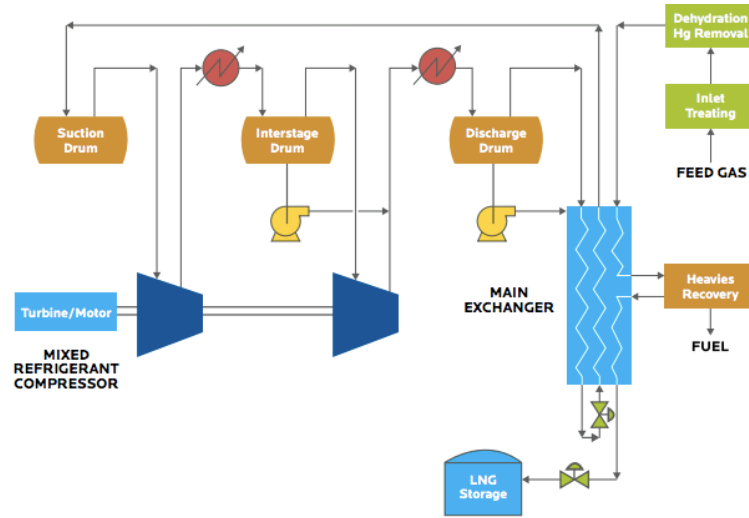 Dehydration
Hg Removal
Inlet
Treating
FEED GAS
Suction
Drum
Interstage
Drum
Discharge
Drum
Turbine/Motor
MIXED
REFRIGERANT
COMPRESSOR
MAIN
EXCHANGER
Heavies
Recovery
FUEL
LNG
Storage